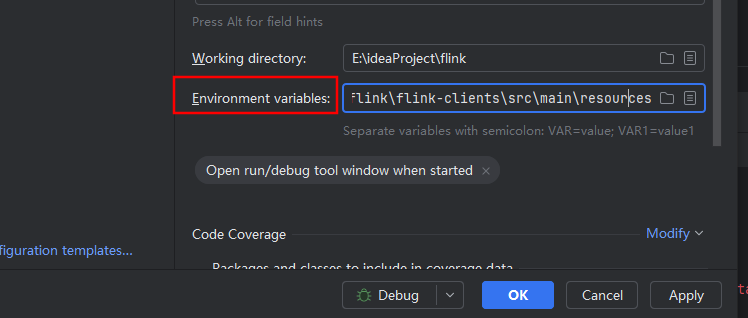 Press Alt for field hints
Working directory: E:\ideaProject\flink
Environment variables: flink\flink-clients\src\main\resources
Separate variables with semicolon: VAR=value; VAR1=value1
Open run/debug tool window when started ×
Code Coverage Modify
figuration templates...
Packages and classes to include in coverage data
Debug OK Cancel Apply